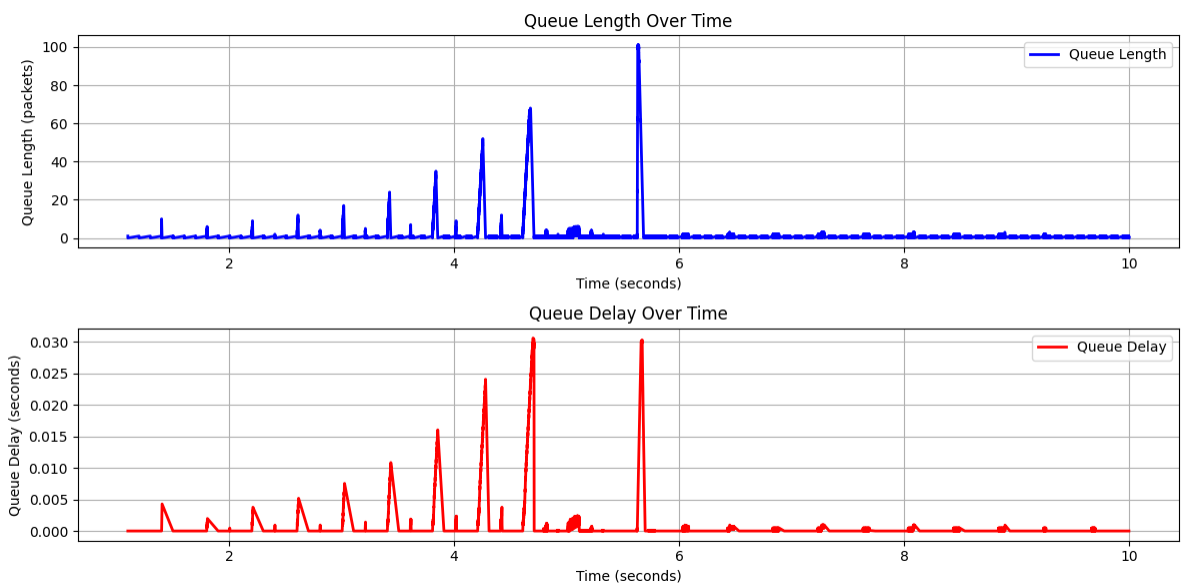 Queue Length Over Time
Queue Length (packets)
100
80
60
40
20
0
Queue Length
2 4 6 8 10
Time (seconds)
Queue Delay Over Time
Queue Delay (seconds)
0.030
0.025
0.020
0.015
0.010
0.005
0.000
Queue Delay
2 4 6 8 10
Time (seconds)